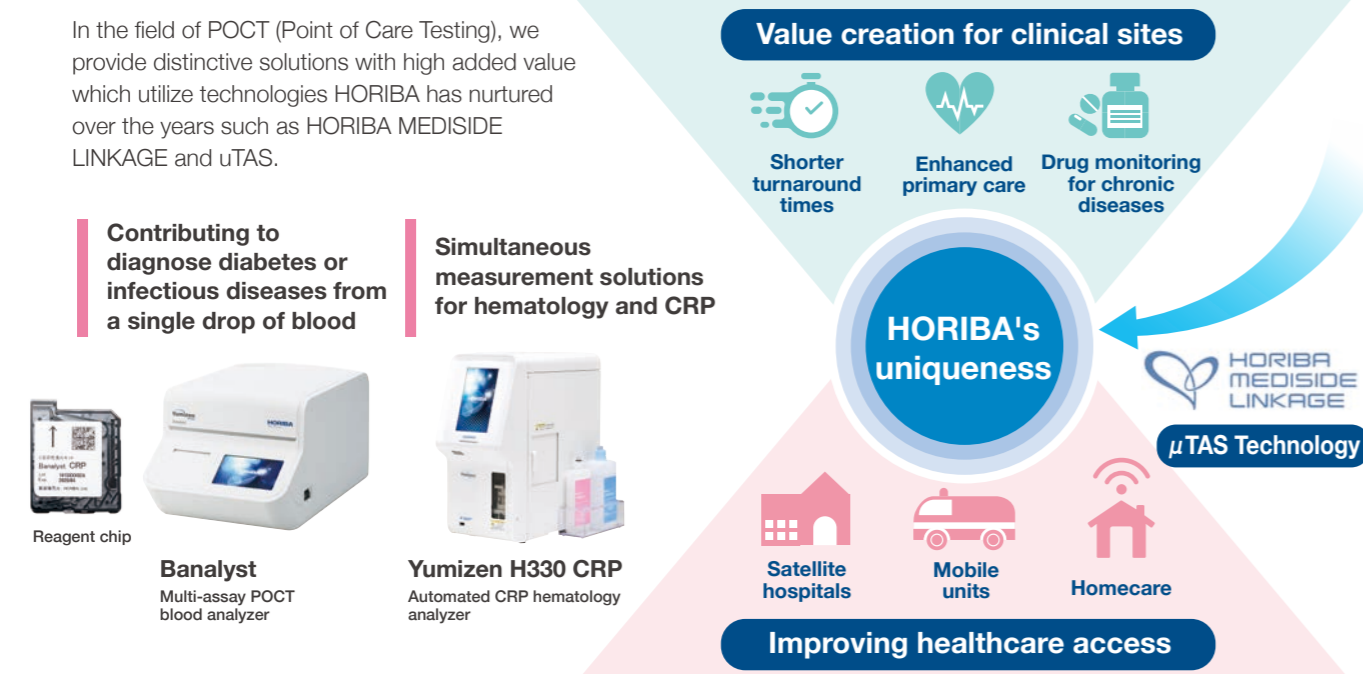 In the field of POCT (Point of Care Testing), we
provide distinctive solutions with high added value
which utilize technologies HORIBA has nurtured
over the years such as HORIBA MEDISIDE
LINKAGE and uTAS.
Contributing to
diagnose diabetes or
infectious diseases from
a single drop of blood
Simultaneous
measurement solutions
for hematology and CRP
Banalyst CRP
Reagent chip
HORIBA
Banalyst
Multi-assay POCT
blood analyzer
Yumizen H330 CRP
Automated CRP hematology
analyzer
Value creation for clinical sites
Shorter
turnaround
times
Enhanced
primary care
Drug monitoring
for chronic
diseases
HORIBA's
uniqueness
HORIBA
MEDISIDE
LINKAGE
μTAS Technology
Satellite
hospitals
Mobile
units
Homecare
Improving healthcare access